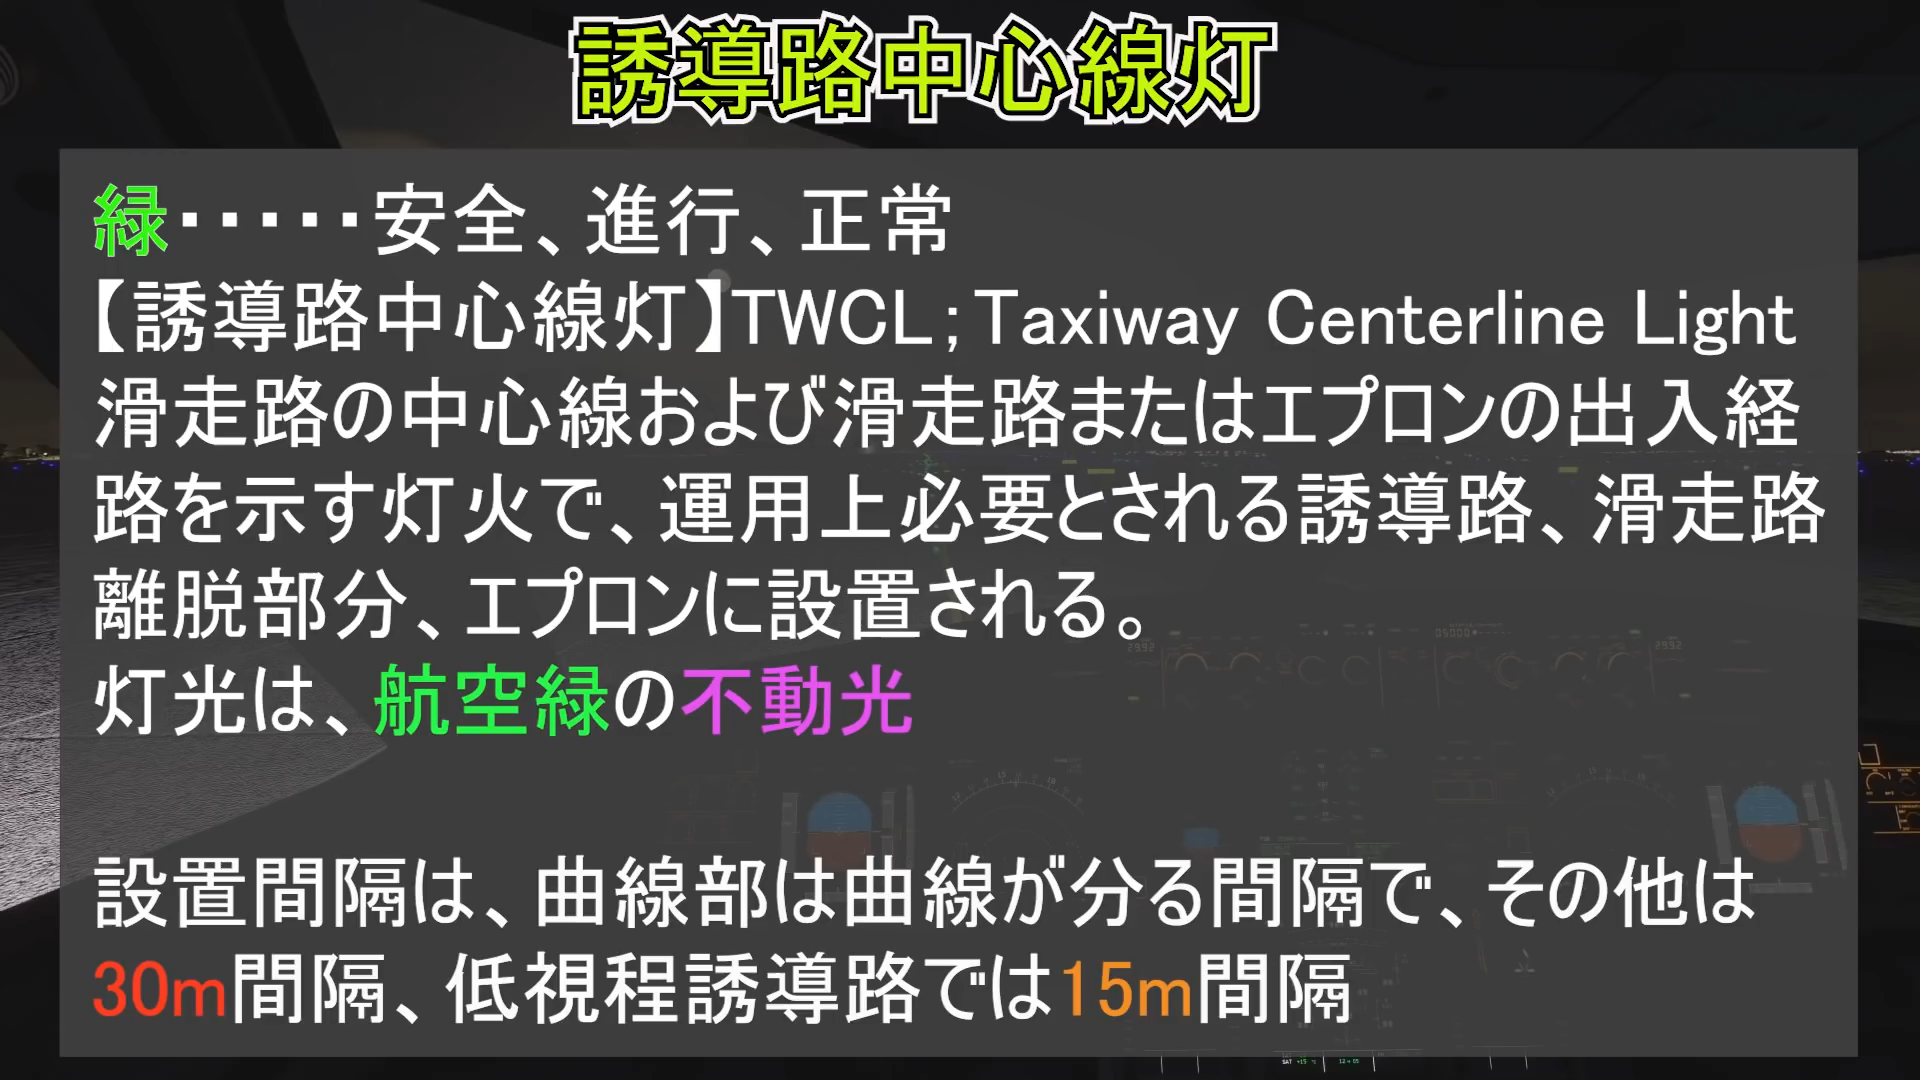 誘導路中心線灯
緑・・・・・安全、進行、正常
【誘導路中心線灯】TWCL；Taxiway Centerline Light
滑走路の中心線および滑走路またはエプロンの出入経
路を示す灯火で、運用上必要とされる誘導路、滑走路
離脱部分、エプロンに設置される。
灯光は、航空緑の不動光
設置間隔は、曲線部は曲線が分る間隔で、その他は
30m間隔、低視程誘導路では15m間隔
29.92
05000
29.92
SAT +15 ℃